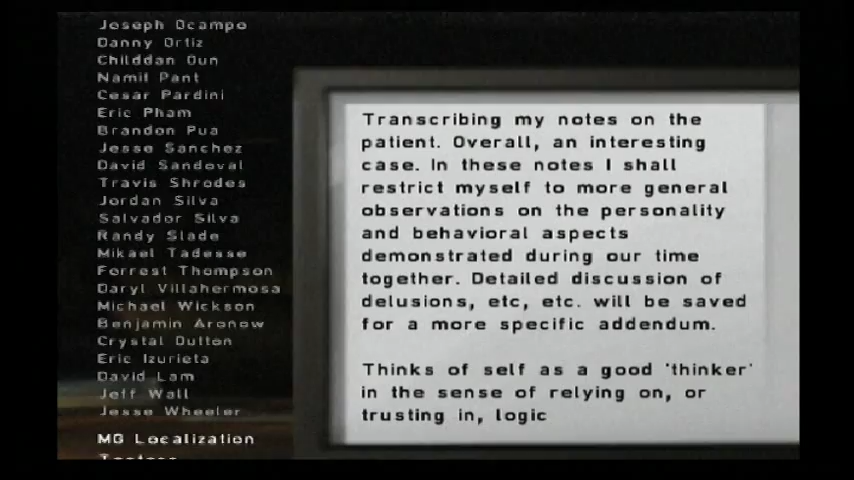 Joseph Ocampo
Danny Ortiz
Childdan Oun
Namit Pant
Cesar Pardini
Eric Pham
Brandon Pua
Jesse Sanchez
David Sandoval
Travis Shrodes
Jordan Silva
Salvador Silva
Randy Slade
Mikael Tadesse
Forrest Thompson
Daryl Villahermosa
Michael Wickson
Benjamin Aronow
Crystal Dutton
Eric Izurieta
David Lam
Jeff Wall
Jesse Wheeler
MG Localization
Transcribing my notes on the
patient. Overall, an interesting
case. In these notes I shall
restrict myself to more general
observations on the personality
and behavioral aspects
demonstrated during our time
together. Detailed discussion of
delusions, etc, etc. will be saved
for a more specific addendum.
Thinks of self as a good 'thinker'
in the sense of relying on, or
trusting in, logic